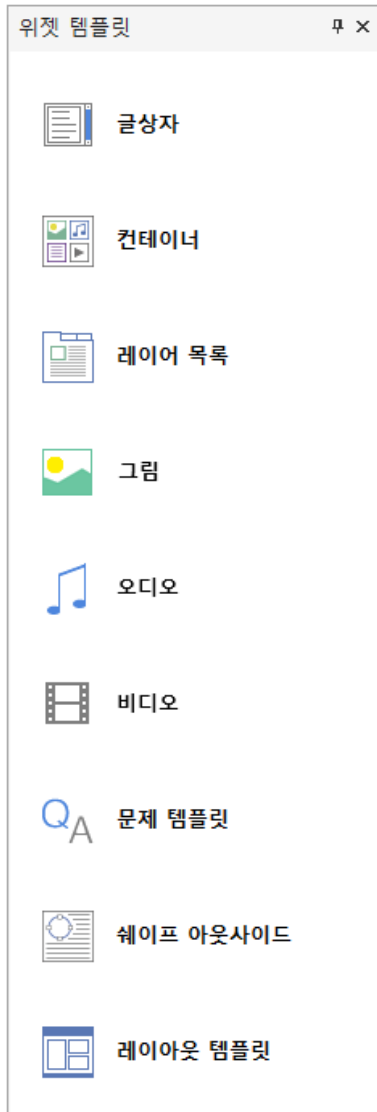 위젯 템플릿
글상자
컨테이너
레이어 목록
그림
오디오
비디오
QA 문제 템플릿
쉐이프 아웃사이드
레이아웃 템플릿